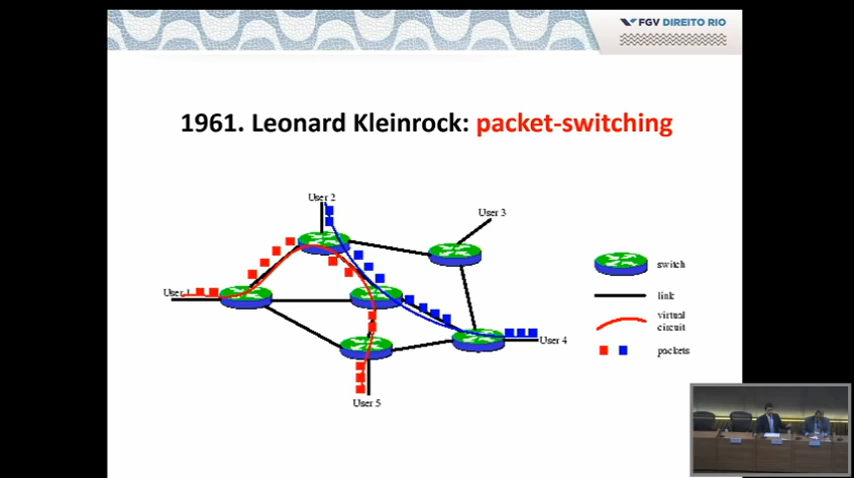 FGV DIREITO RIO
1961. Leonard Kleinrock: packet-switching
User 2
User 3
User 1
User 4
User 5
switch
link
virtual
circuit
packets